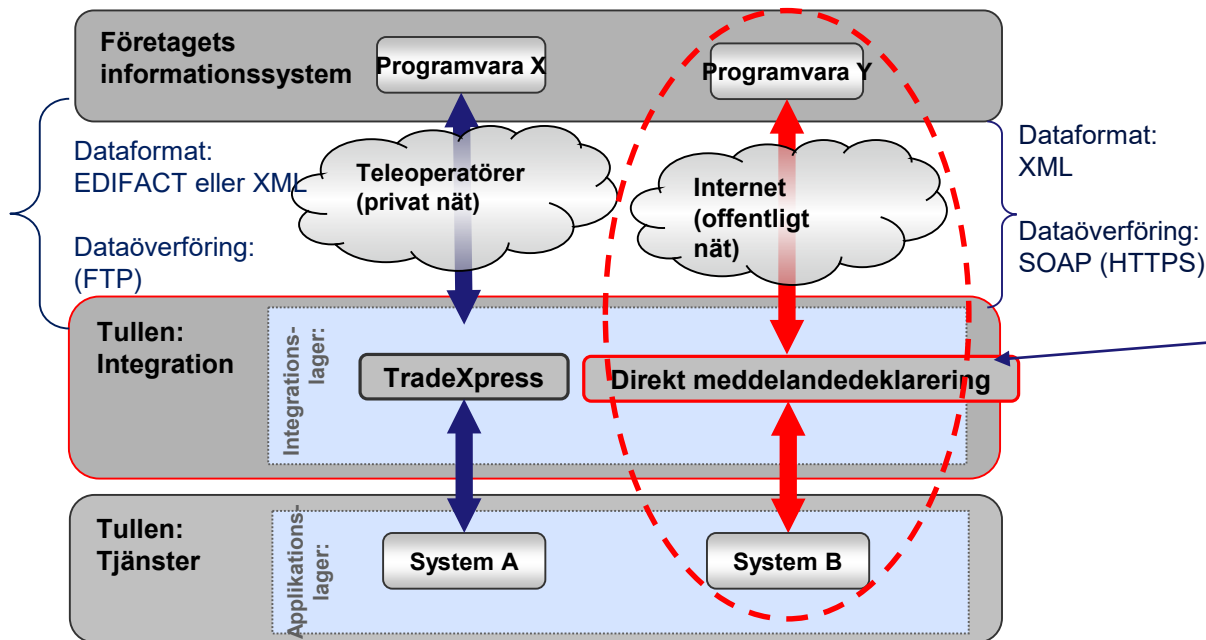 Företagets
informationssystem
Programvara X
Programvara Y
Dataformat:
EDIFACT eller XML
Dataöverföring:
(FTP)
Teleoperatörer
(privat nät)
Internet
(offentligt
nät)
Dataformat:
XML
Dataöverföring:
SOAP (HTTPS)
Tullen:
Integration
Integrations-
lager:
TradeXpress
Direkt meddelandedeklarering
Tullen:
Tjänster
Applikations-
lager:
System A
System B